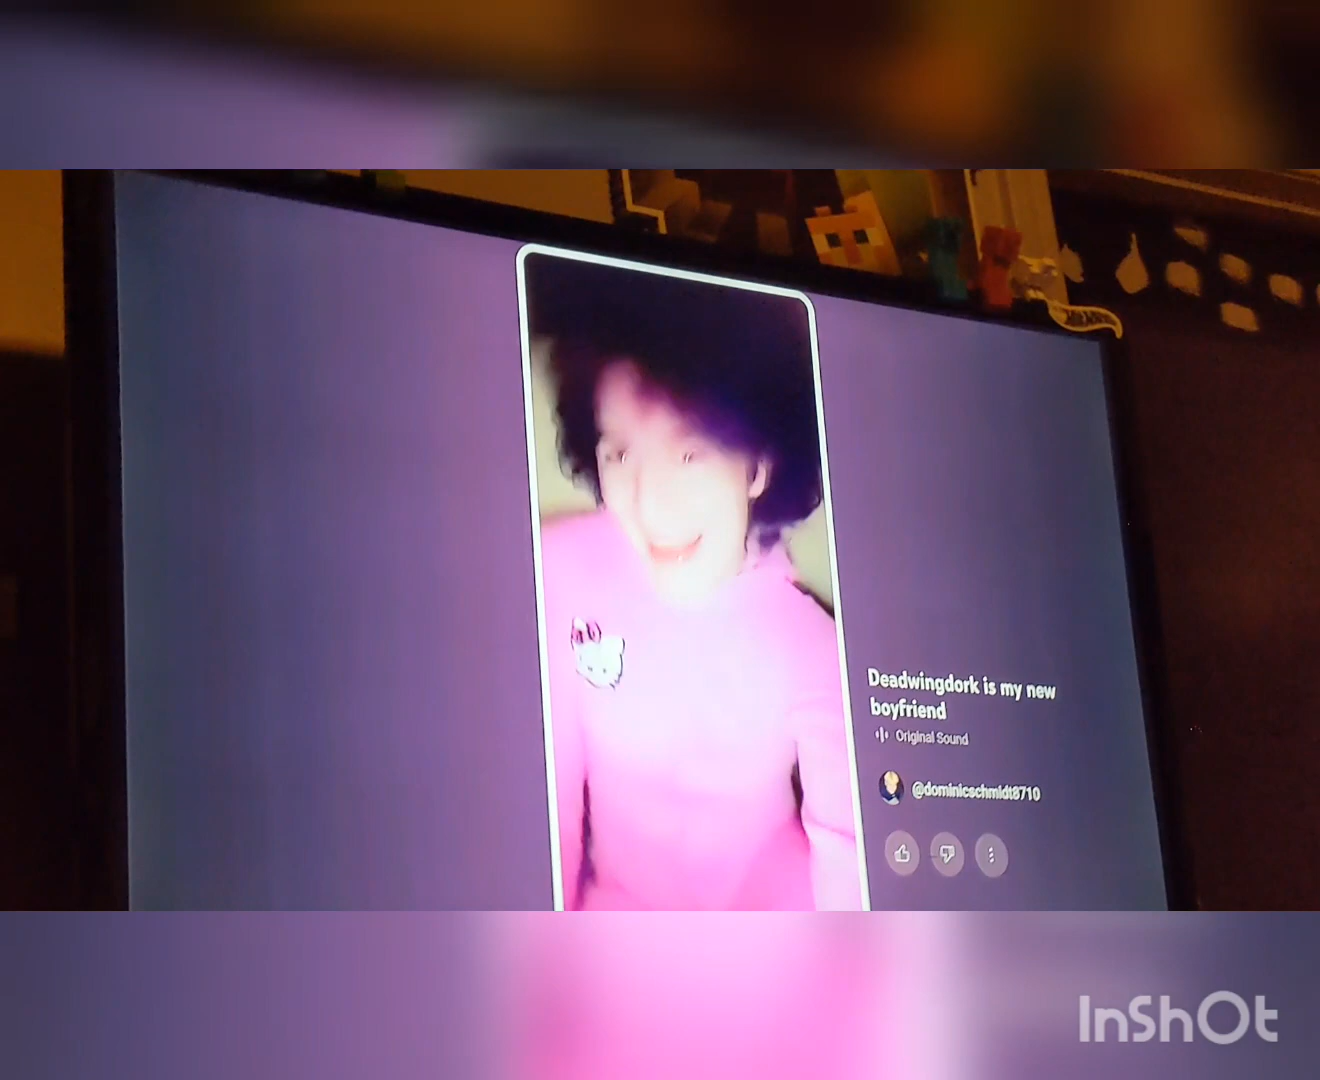 Deadwingdork is my new
boyfriend
Original Sound
@dominicschmidt8710
InShOt